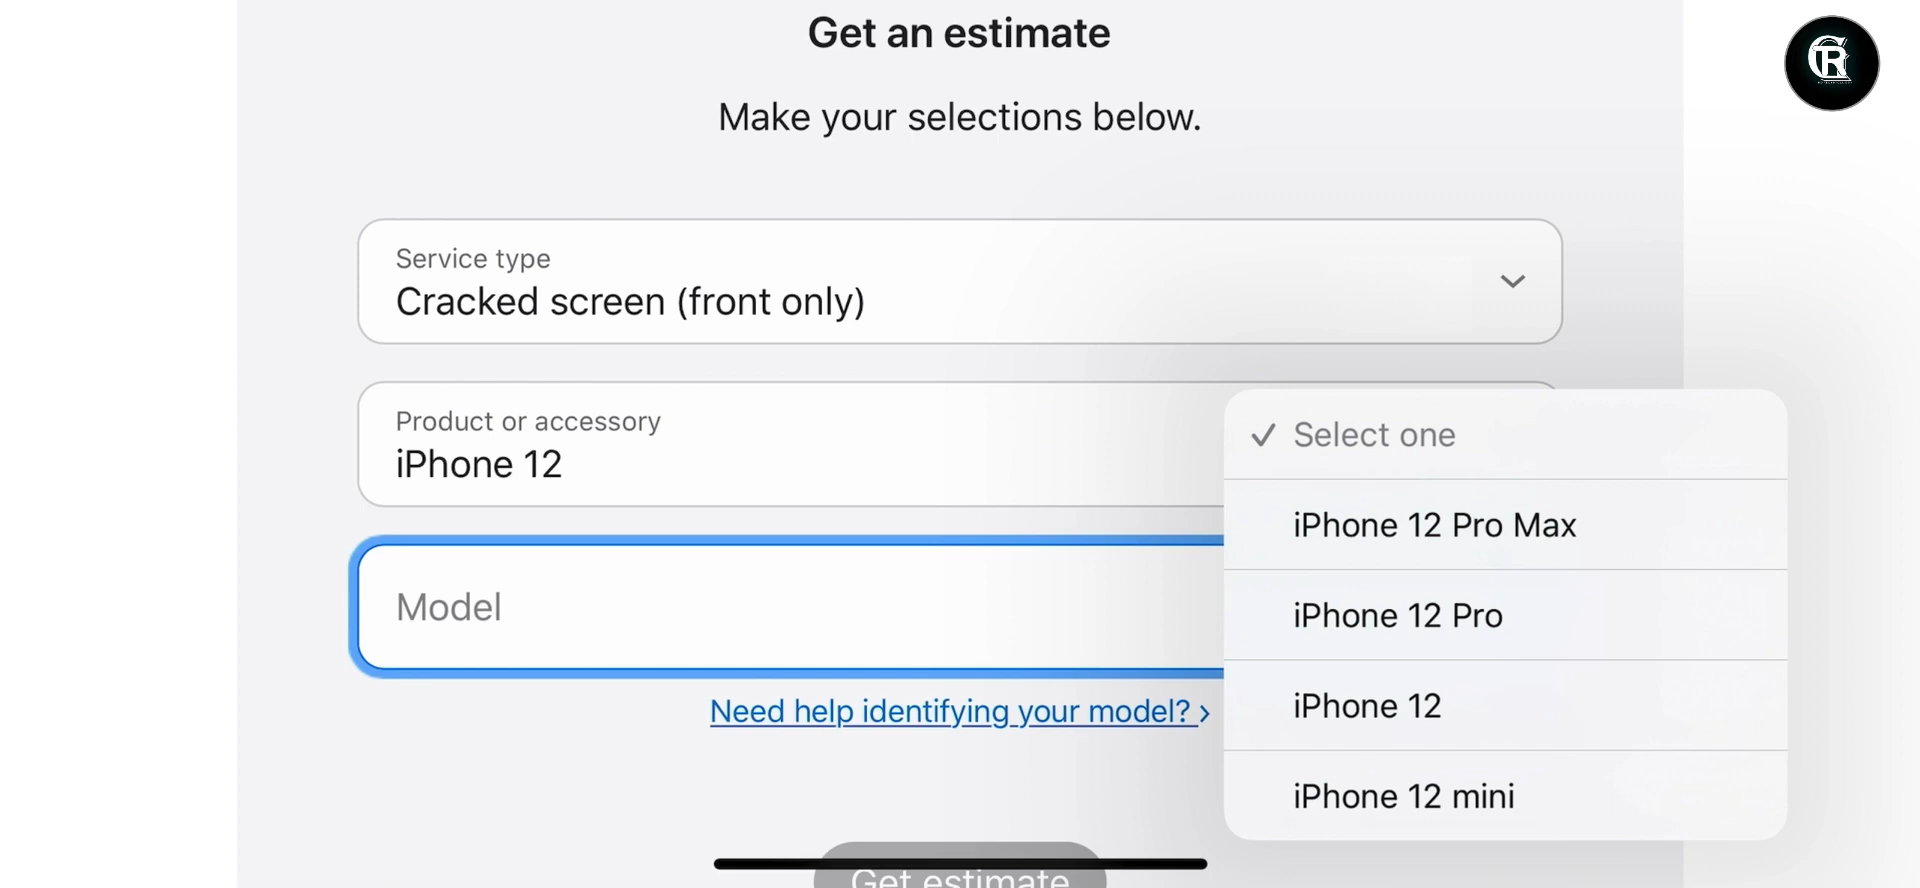 Get an estimate
Make your selections below.
Service type
Cracked screen (front only)
Product or accessory
iPhone 12
Model
Need help identifying your model? >
✓ Select one
iPhone 12 Pro Max
iPhone 12 Pro
iPhone 12
iPhone 12 mini
Get estimate